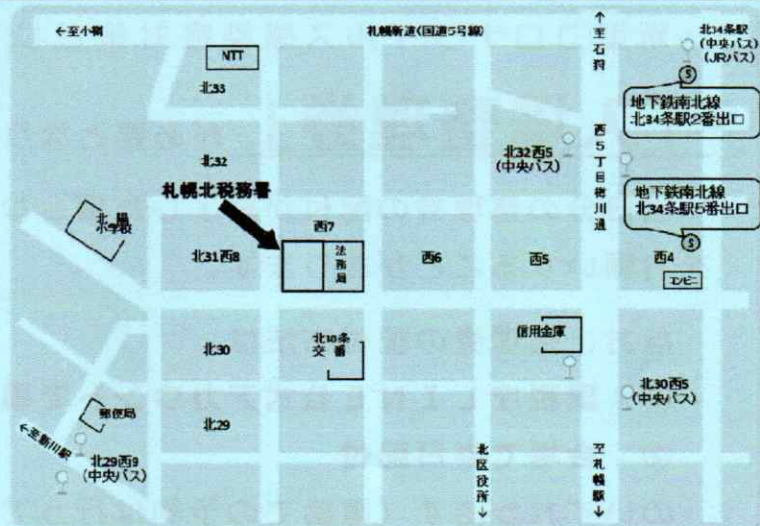 ←至小樽
札幌新道(国道5号線)
↑至石狩
北34条駅
(中央バス)
(JRバス)
NTT
北33
S
地下鉄南北線
北34条駅2番出口
西5丁目樽川通
北32西5
(中央バス)
北32
札幌北税務署
地下鉄南北線
北34条駅5番出口
S
北陽
小学校
西7
北31西8
法務局
西6
西5
西4
コンビニ
北30
北30条
交番
信用金庫
北30西5
(中央バス)
郵便局
北29
←至新川駅
北29西9
(中央バス)
北区役所↓
至札幌駅↓